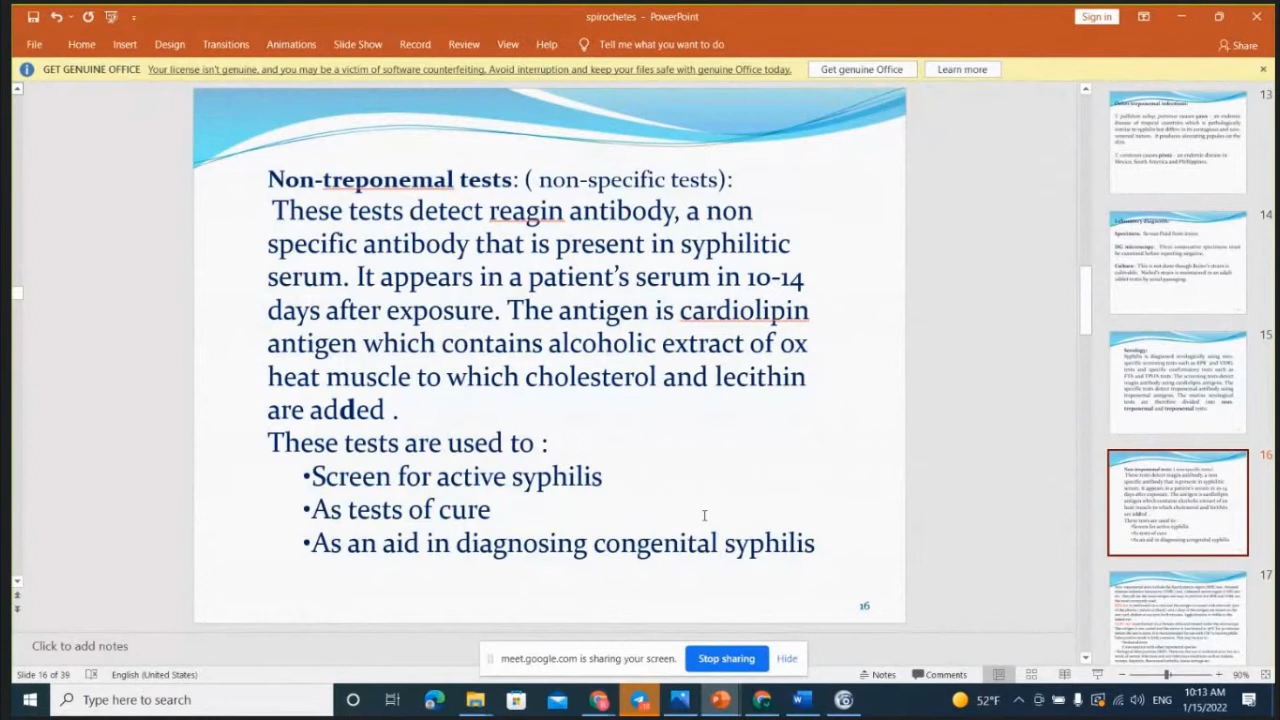 spirochetes - PowerPoint
Sign in
File Home Insert Design Transitions Animations Slide Show Record Review View Help Tell me what you want to do
Share
GET GENUINE OFFICE Your license isn't genuine, and you may be a victim of software counterfeiting. Avoid interruption and keep your files safe with genuine Office today. Get genuine Office Learn more
Non-treponemal tests: ( non-specific tests):
These tests detect reagin antibody, a non
specific antibody that is present in syphilitic
serum. It appears in a patient's serum in 10-14
days after exposure. The antigen is cardiolipin
antigen which contains alcoholic extract of ox
heat muscle to which cholesterol and lecithin
are added .
These tests are used to :
•Screen for active syphilis
•As tests of cure
•As an aid in diagnosing congenital syphilis
16
13
14
15
16
17
Click to add notes
meet.google.com is sharing your screen. Stop sharing Hide
Slide 16 of 39 English (United States) Notes Comments 90%
Type here to search
52°F ENG
10:13 AM
1/15/2022